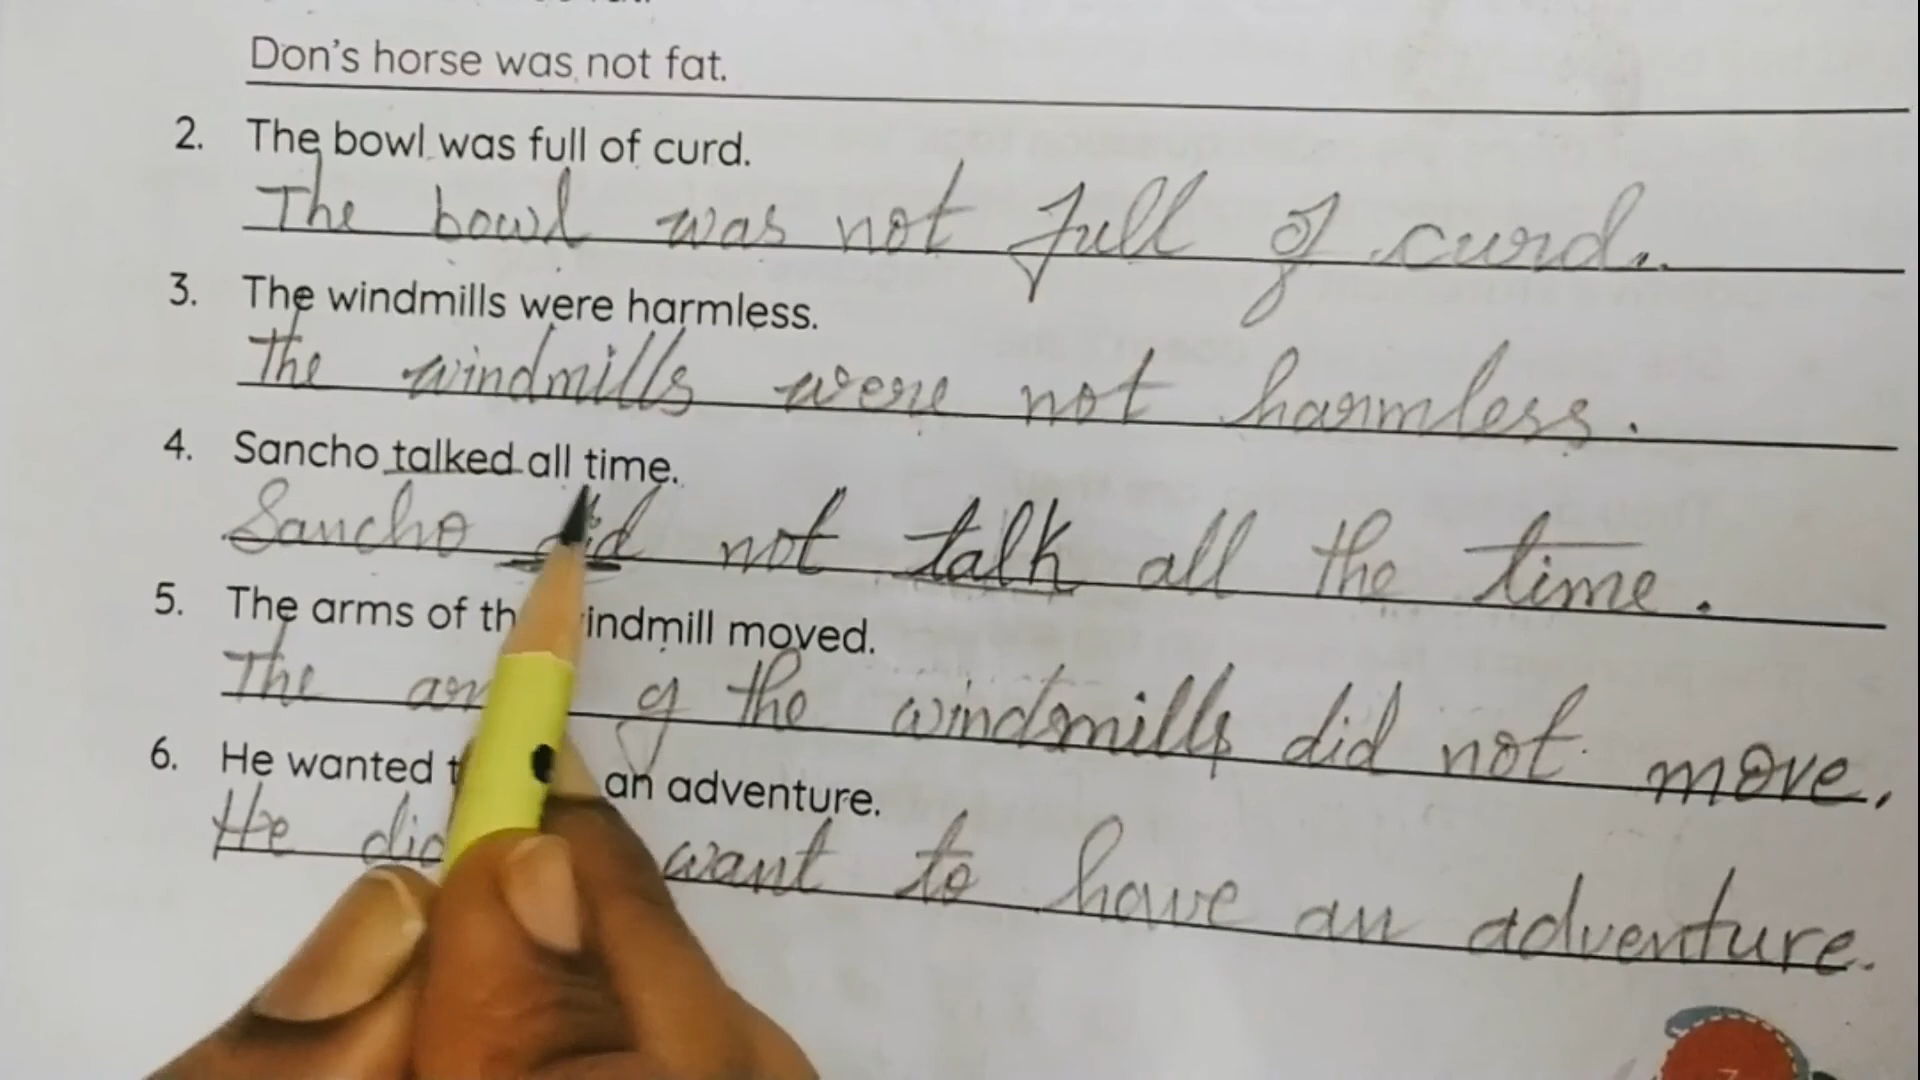 Don's horse was not fat.
2. The bowl was full of curd.
The bowl was not full of curd.
3. The windmills were harmless.
The windmills were not harmless.
4. Sancho talked all time.
Sancho did not talk all the time.
5. The arms of th indmill moved.
The of the windmills did not move.
6. He wanted an adventure.
He did want to have an adventure.